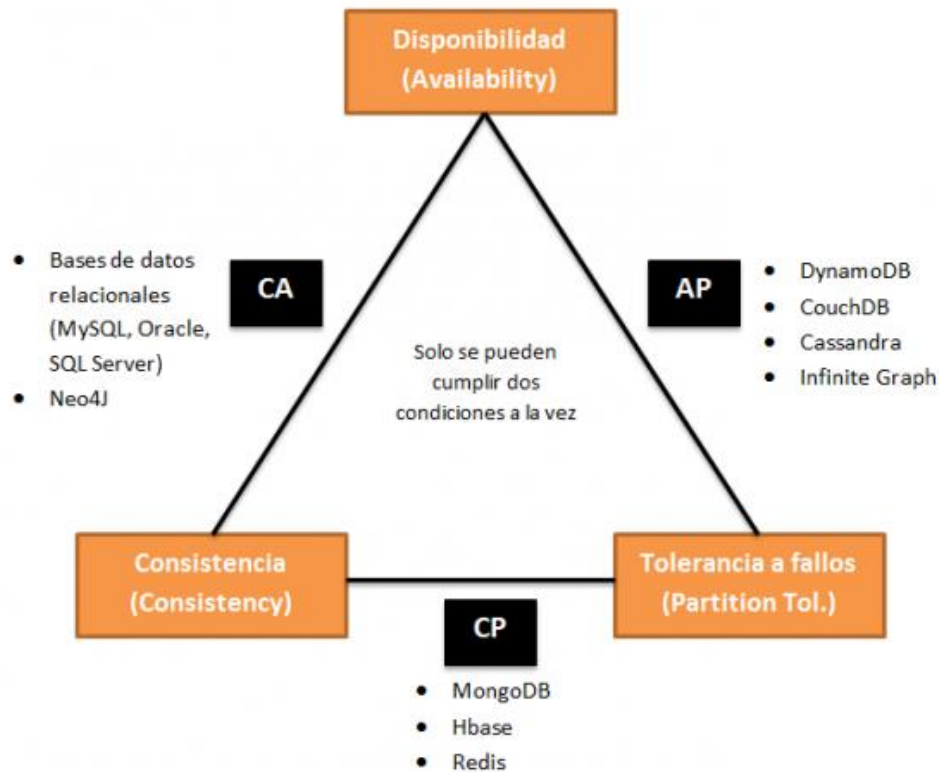 Disponibilidad
(Availability)
• Bases de datos
relacionales
(MySQL, Oracle,
SQL Server)
• Neo4J
CA
AP
• DynamoDB
• CouchDB
• Cassandra
• Infinite Graph
Solo se pueden
cumplir dos
condiciones a la vez
Consistencia
(Consistency)
Tolerancia a fallos
(Partition Tol.)
CP
• MongoDB
• Hbase
• Redis